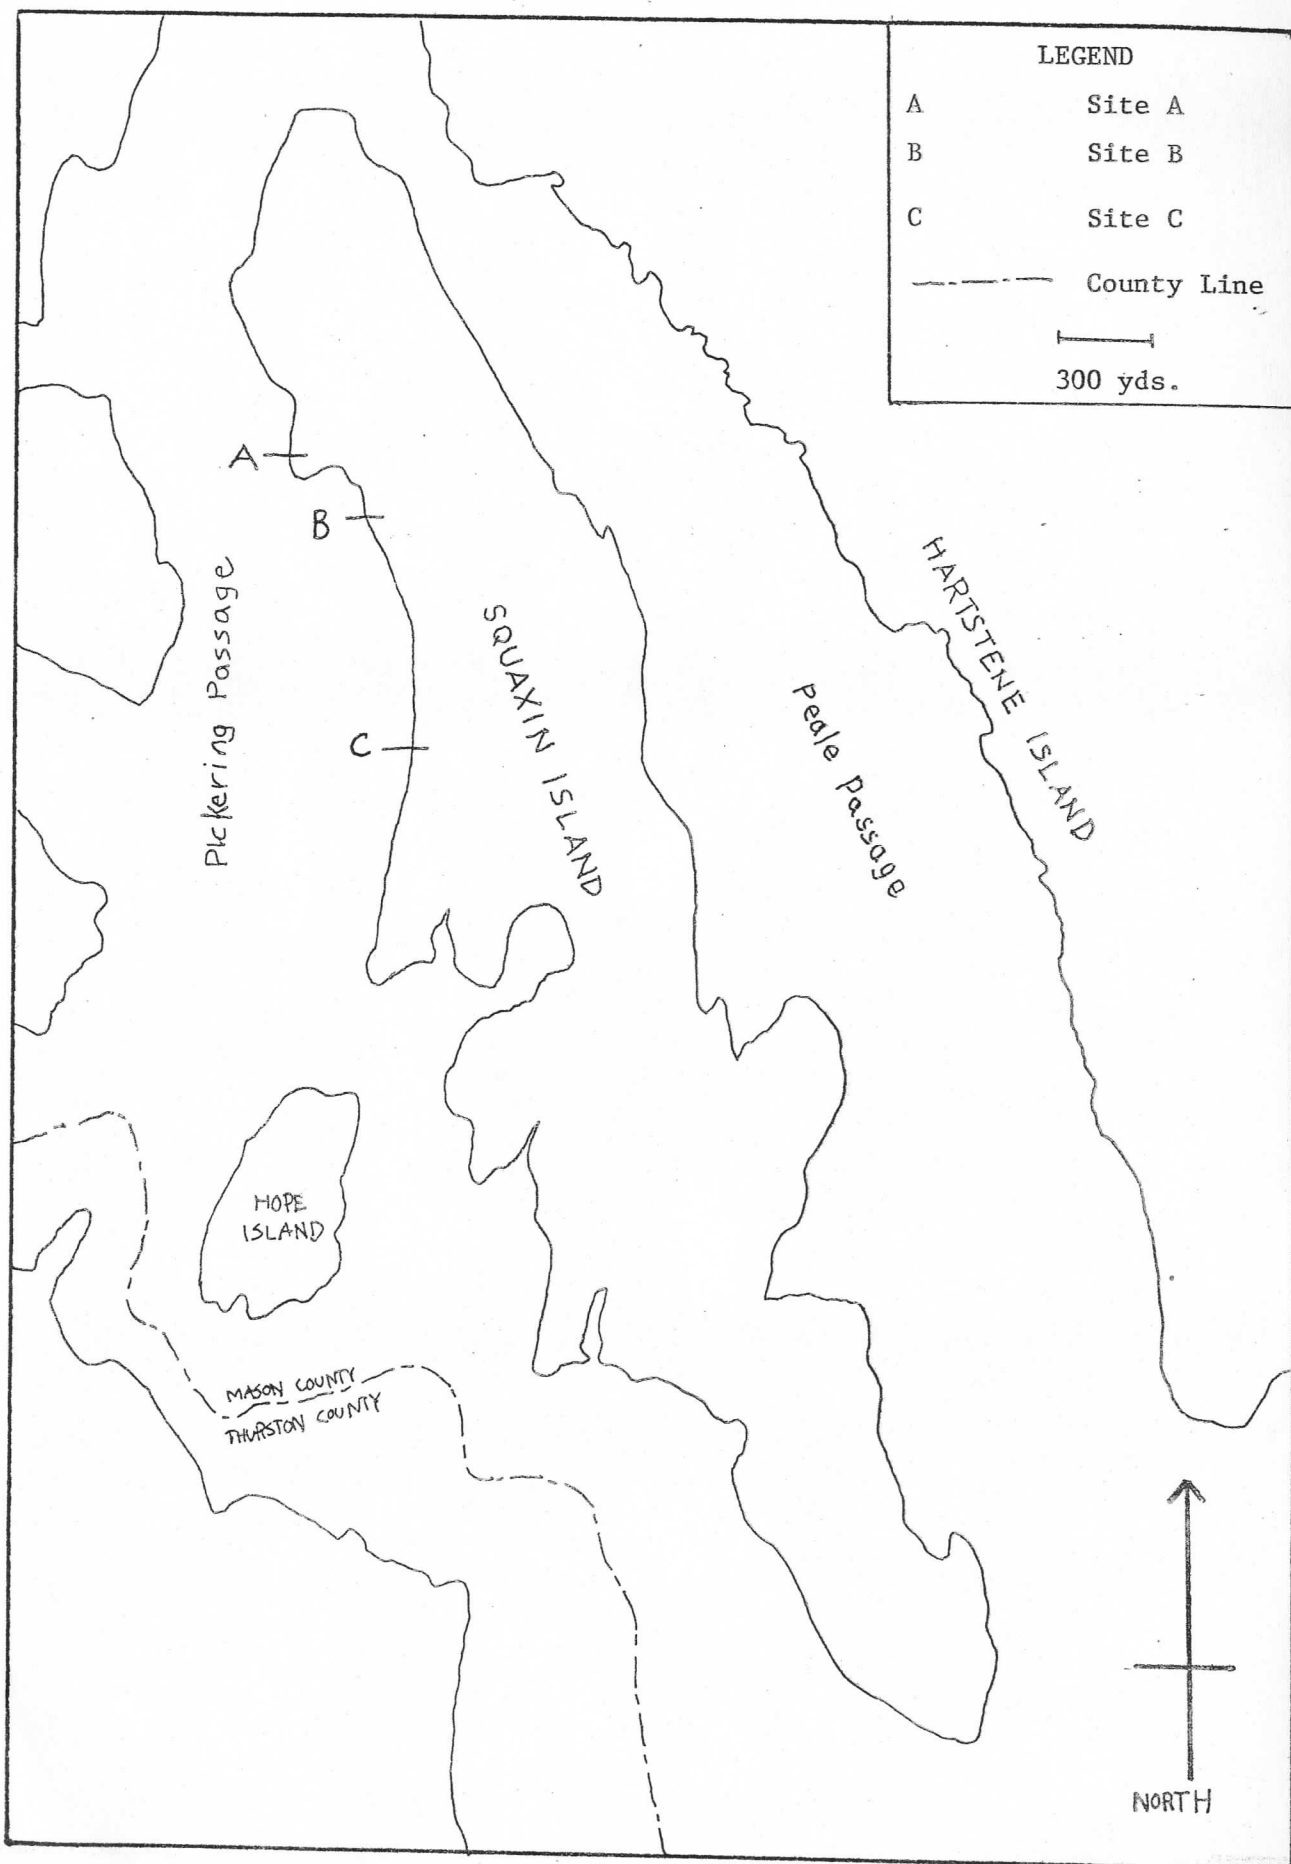 LEGEND
A Site A
B Site B
C Site C
County Line
300 yds.
A
B
C
Pickering Passage
SQUAXIN ISLAND
Peale Passage
HARTSTENE ISLAND
HOPE
ISLAND
MASON COUNTY
THURSTON COUNTY
NORTH